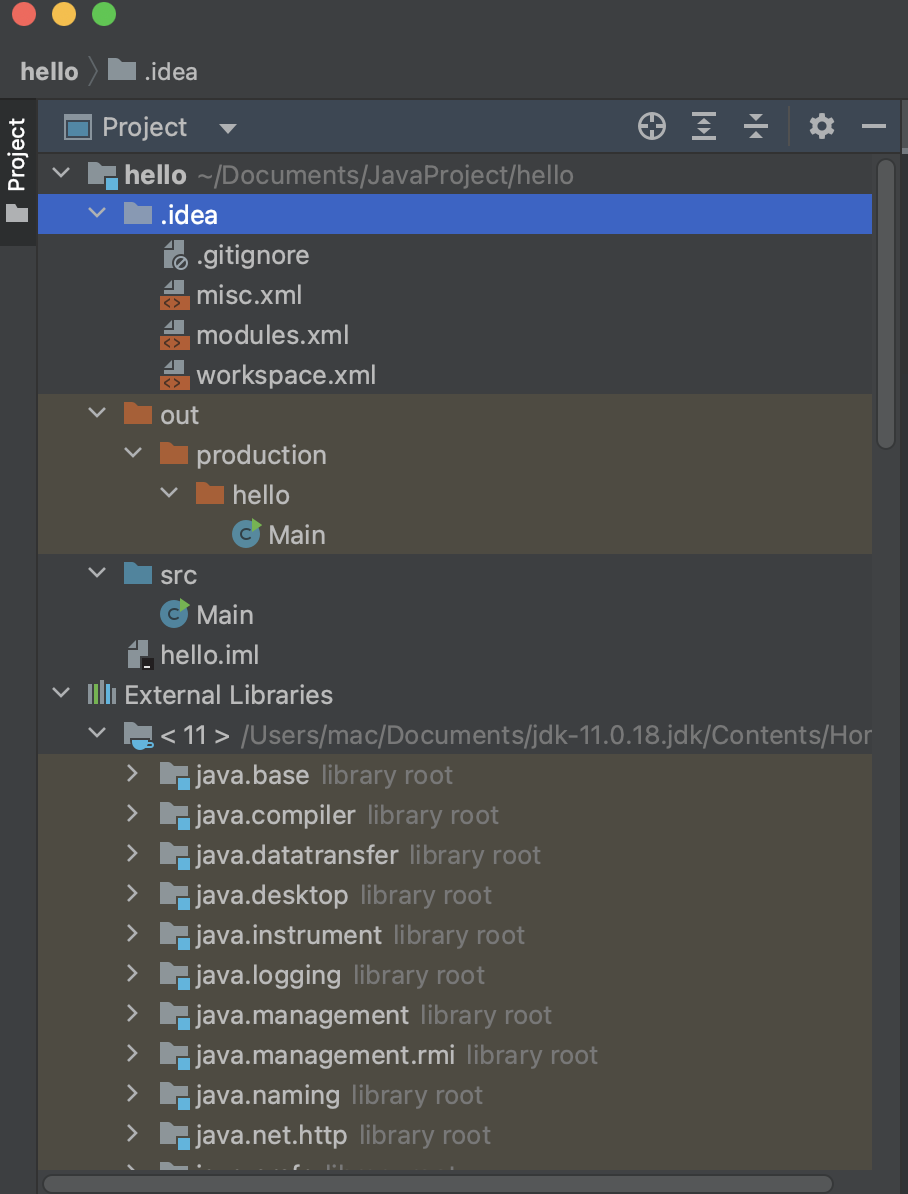 hello .idea
Project
Project
hello ~/Documents/JavaProject/hello
.idea
.gitignore
misc.xml
modules.xml
workspace.xml
out
production
hello
Main
src
Main
hello.iml
External Libraries
< 11 > /Users/mac/Documents/jdk-11.0.18.jdk/Contents/Hor
java.base library root
java.compiler library root
java.datatransfer library root
java.desktop library root
java.instrument library root
java.logging library root
java.management library root
java.management.rmi library root
java.naming library root
java.net.http library root